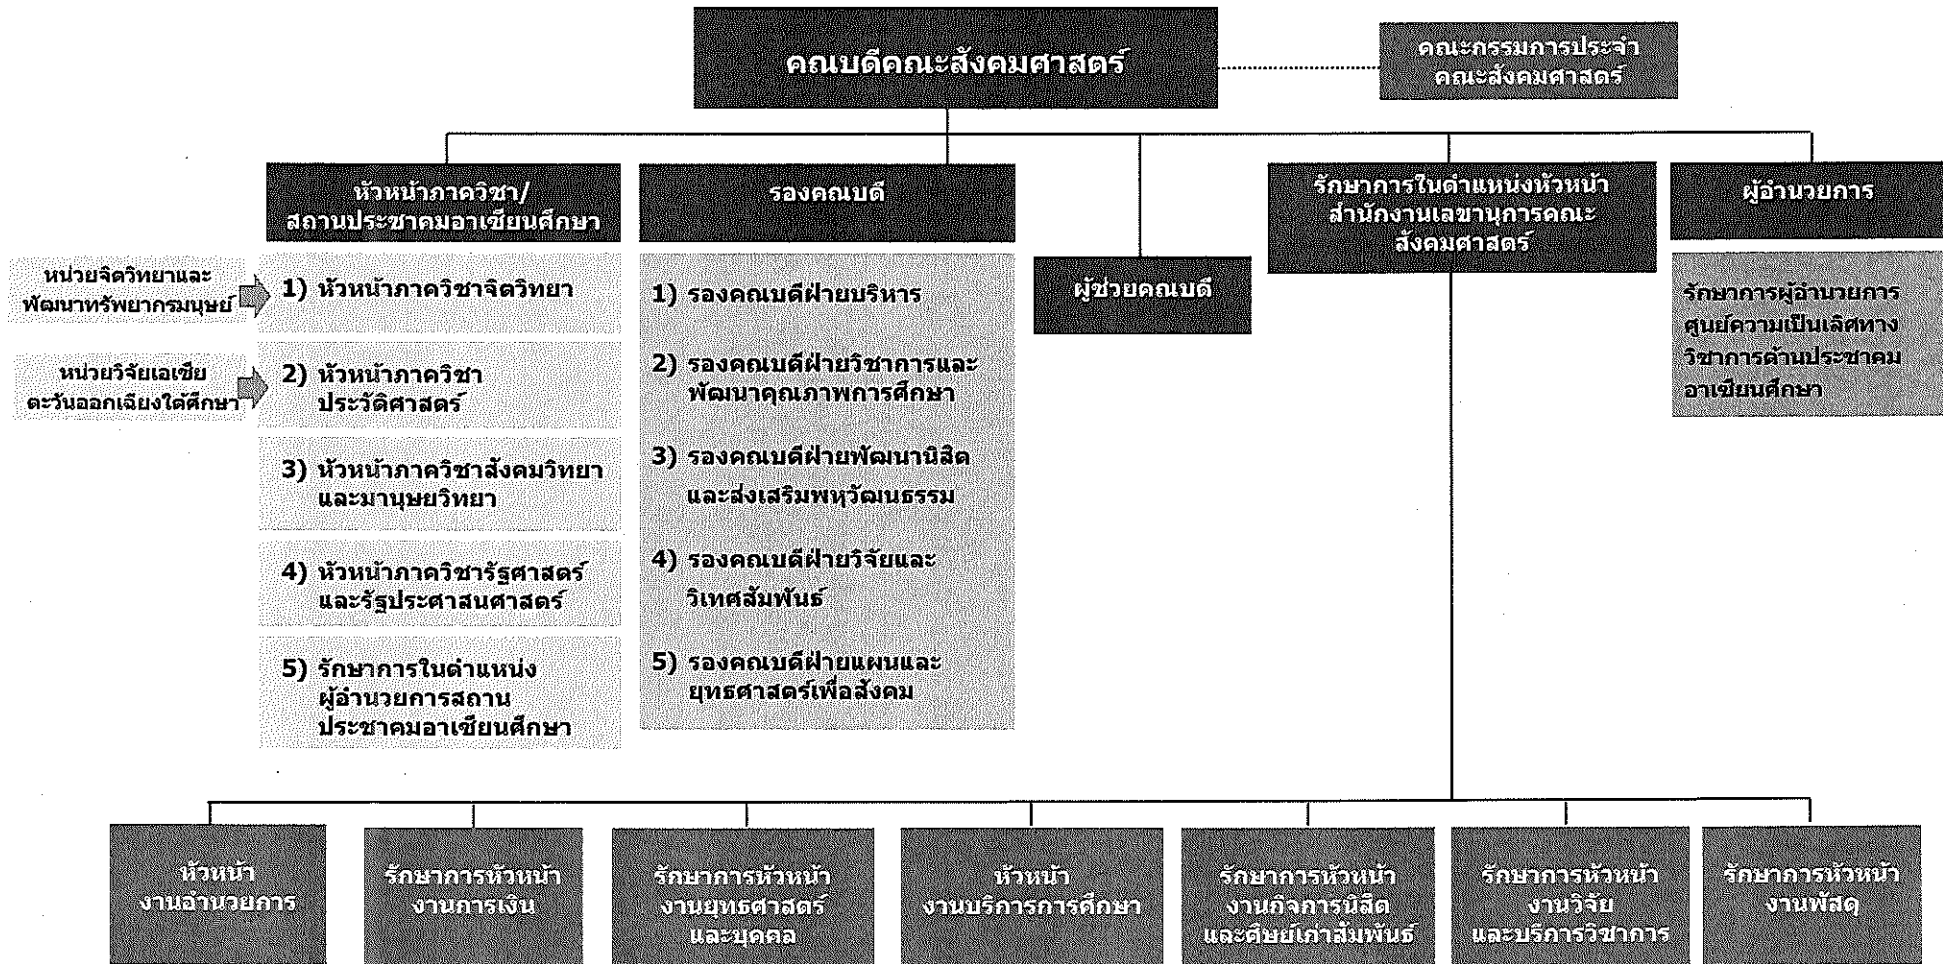 คณบดีคณะสังคมศาสตร์
คณะกรรมการประจำ
คณะสังคมศาสตร์
หัวหน้าภาควิชา/
สถานประชาคมอาเซียนศึกษา
รองคณบดี
ผู้ช่วยคณบดี
รักษาการในตำแหน่งหัวหน้า
สำนักงานเลขานุการคณะ
สังคมศาสตร์
ผู้อำนวยการ
หน่วยจิตวิทยาและ
พัฒนาทรัพยากรมนุษย์
หน่วยวิจัยเอเชีย
ตะวันออกเฉียงใต้ศึกษา
1) หัวหน้าภาควิชาจิตวิทยา
2) หัวหน้าภาควิชา
ประวัติศาสตร์
3) หัวหน้าภาควิชาสังคมวิทยา
และมานุษยวิทยา
4) หัวหน้าภาควิชารัฐศาสตร์
และรัฐประศาสนศาสตร์
5) รักษาการในตำแหน่ง
ผู้อำนวยการสถาน
ประชาคมอาเซียนศึกษา
1) รองคณบดีฝ่ายบริหาร
2) รองคณบดีฝ่ายวิชาการและ
พัฒนาคุณภาพการศึกษา
3) รองคณบดีฝ่ายพัฒนานิสิต
และส่งเสริมพหุวัฒนธรรม
4) รองคณบดีฝ่ายวิจัยและ
วิเทศสัมพันธ์
5) รองคณบดีฝ่ายแผนและ
ยุทธศาสตร์เพื่อสังคม
รักษาการผู้อำนวยการ
ศูนย์ความเป็นเลิศทาง
วิชาการด้านประชาคม
อาเซียนศึกษา
หัวหน้า
งานอำนวยการ
รักษาการหัวหน้า
งานการเงิน
รักษาการหัวหน้า
งานยุทธศาสตร์
และบุคคล
หัวหน้า
งานบริการการศึกษา
รักษาการหัวหน้า
งานกิจการนิสิต
และศิษย์เก่าสัมพันธ์
รักษาการหัวหน้า
งานวิจัย
และบริการวิชาการ
รักษาการหัวหน้า
งานพัสดุ